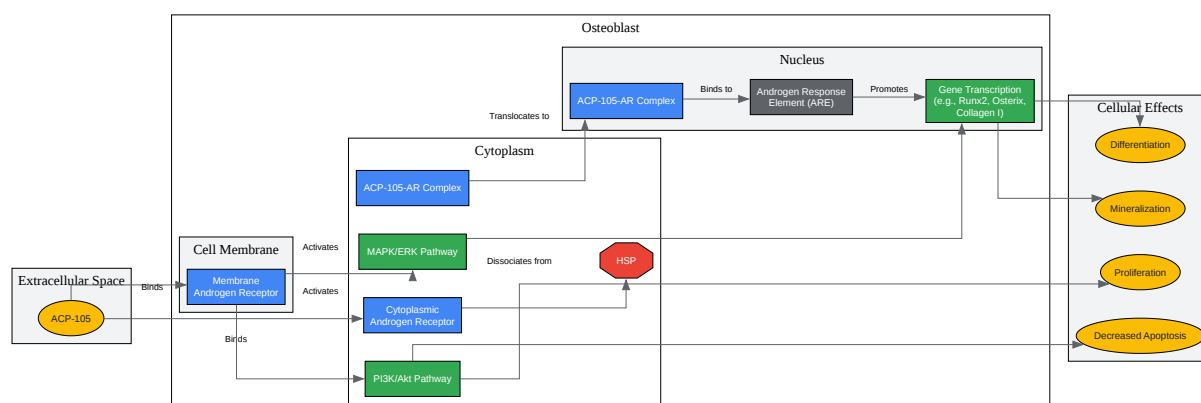 Osteoblast
Nucleus
ACP-105-AR Complex
Binds to
Androgen Response
Element (ARE)
Promotes
Gene Transcription
(e.g., Runx2, Osterix,
Collagen I)
Translocates to
Cellular Effects
Differentiation
Mineralization
Proliferation
Decreased Apoptosis
Cytoplasm
ACP-105-AR Complex
MAPK/ERK Pathway
Dissociates from
HSP
Cytoplasmic
Androgen Receptor
PI3K/Akt Pathway
Cell Membrane
Membrane
Androgen Receptor
Activates
Activates
Binds
Extracellular Space
Binds
ACP-105